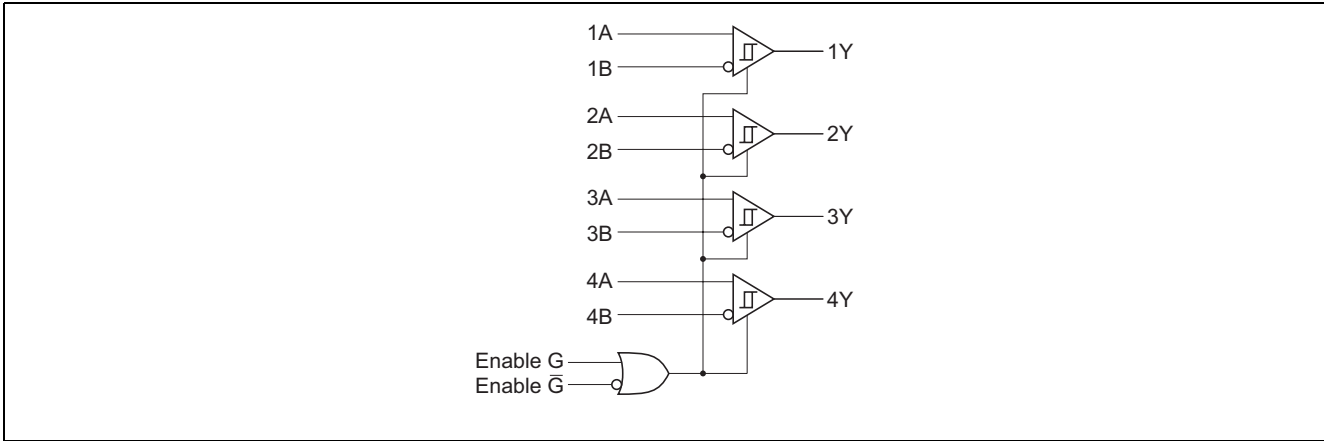 1A
1B
1Y
2A
2B
2Y
3A
3B
3Y
4A
4B
4Y
Enable G
Enable G̅